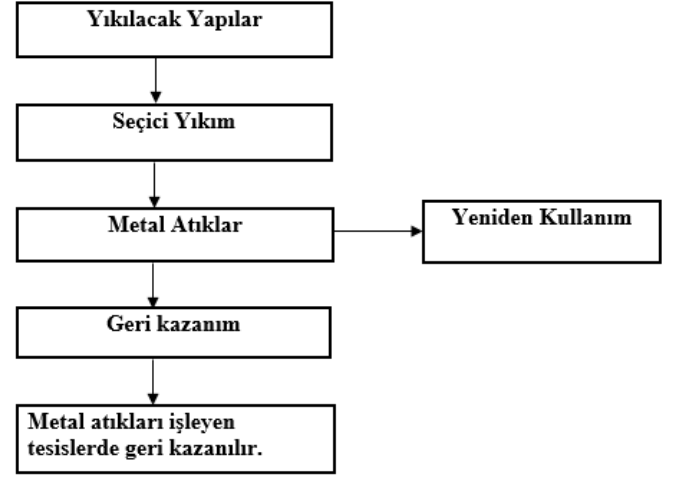 Yıkılacak Yapılar
Seçici Yıkım
Metal Atıklar
Yeniden Kullanım
Geri kazanım
Metal atıkları işleyen
tesislerde geri kazanılır.